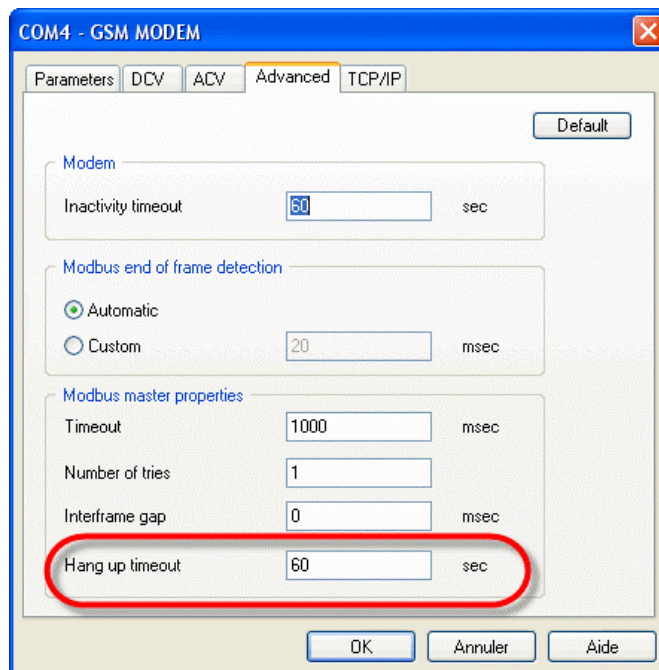 COM4 - GSM MODEM
Parameters DCV ACV Advanced TCP/IP
Default
Modem
Inactivity timeout 60 sec
Modbus end of frame detection
Automatic
Custom 20 msec
Modbus master properties
Timeout 1000 msec
Number of tries 1
Interframe gap 0 msec
Hang up timeout 60 sec
OK Annuler Aide